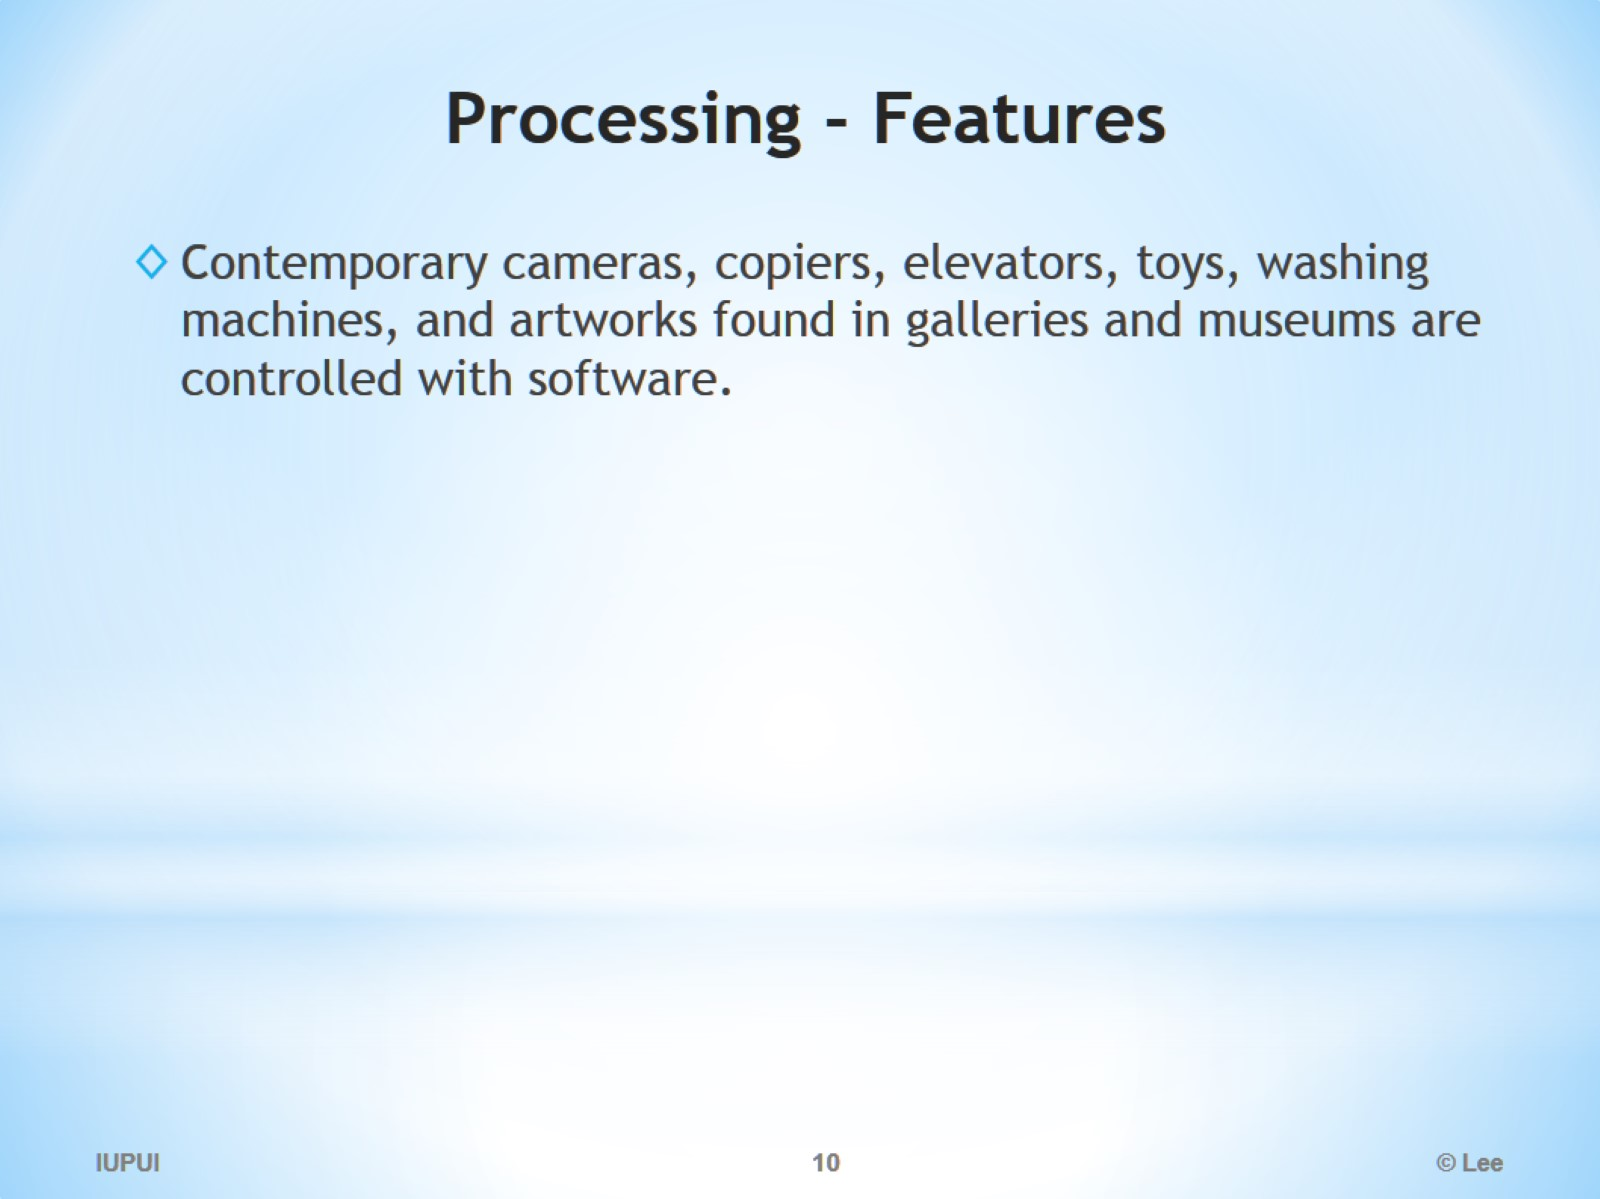 Processing - Features
◇ Contemporary cameras, copiers, elevators, toys, washing
machines, and artworks found in galleries and museums are
controlled with software.
IUPUI
10
© Lee